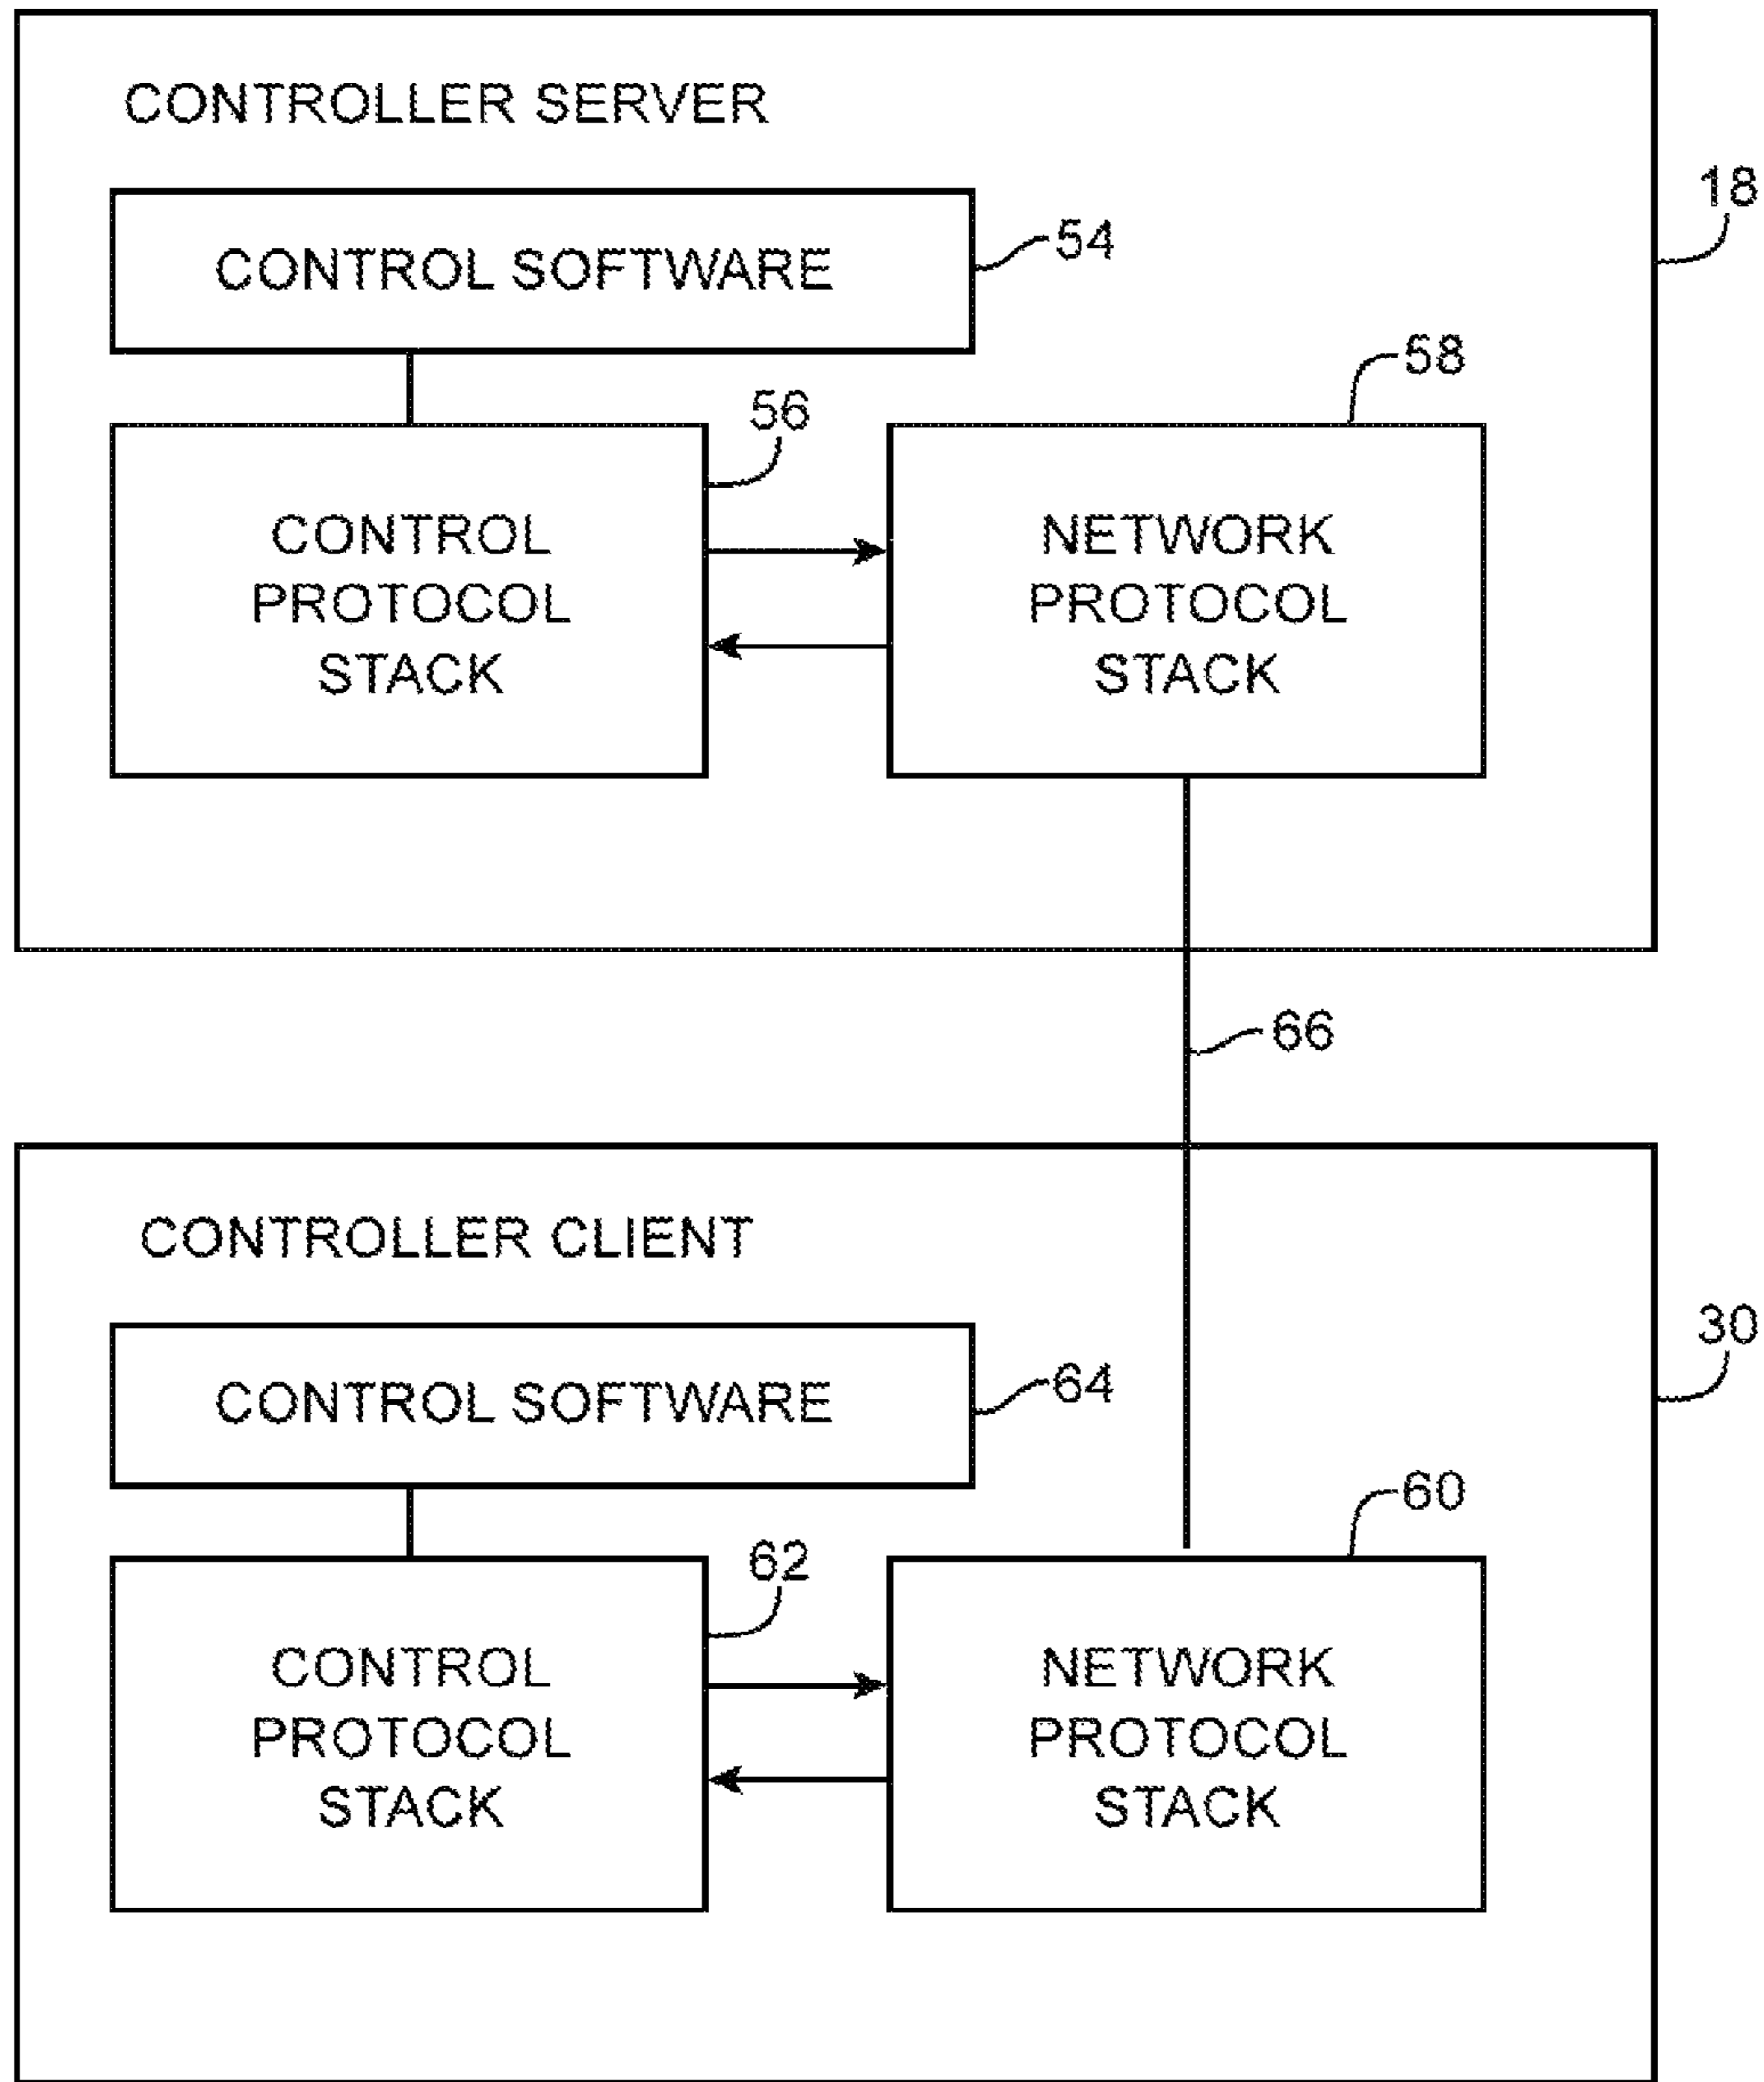 CONTROLLER SERVER
18
CONTROL SOFTWARE
54
58
56
CONTROL
PROTOCOL
STACK
NETWORK
PROTOCOL
STACK
66
CONTROLLER CLIENT
30
CONTROL SOFTWARE
64
60
62
CONTROL
PROTOCOL
STACK
NETWORK
PROTOCOL
STACK